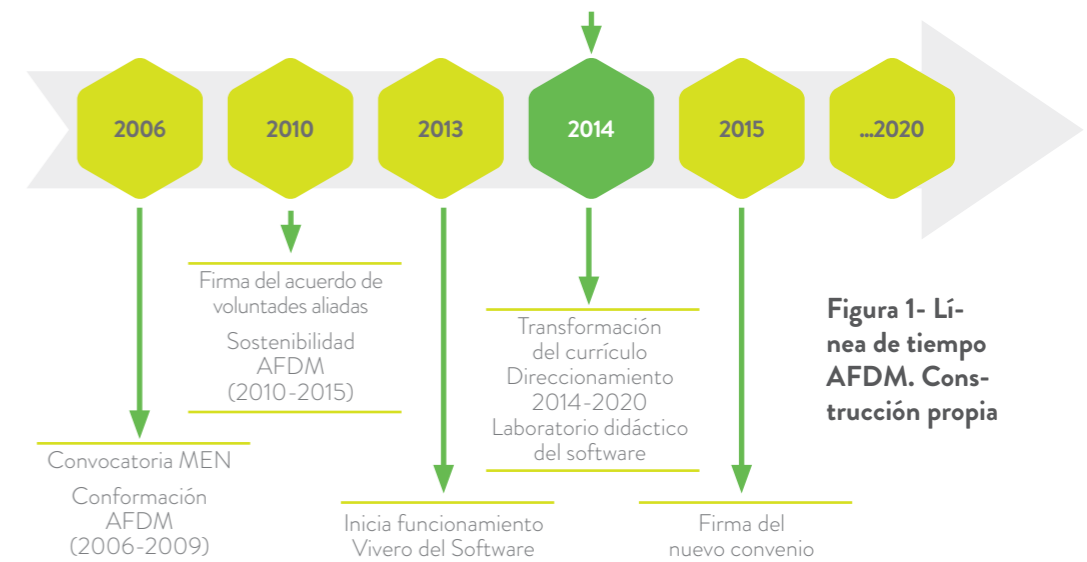 2006
2010
2013
2014
2015
...2020
Firma del acuerdo de
voluntades aliadas
Sostenibilidad
AFDM
(2010-2015)
Transformación
del currículo
Direccionamiento
2014-2020
Laboratorio didáctico
del software
Figura 1- Lí-
nea de tiempo
AFDM. Cons-
trucción propia
Convocatoria MEN
Conformación
AFDM
(2006-2009)
Inicia funcionamiento
Vivero del Software
Firma del
nuevo convenio